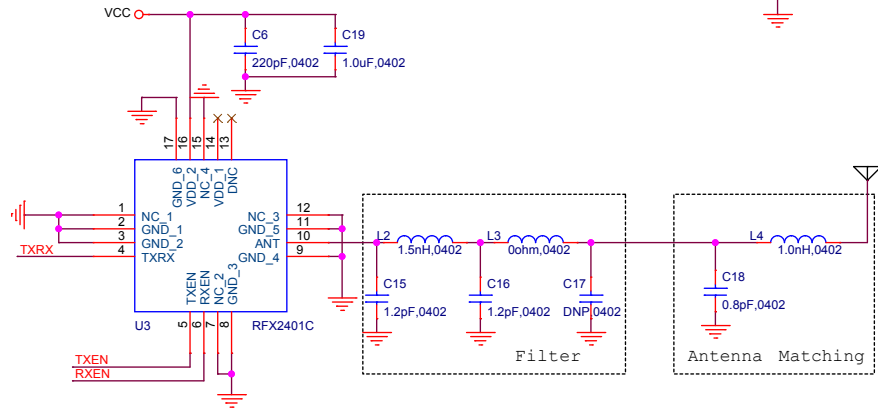 VCC
C6
220pF,0402
C19
1.0uF,0402
17
16
15
14
13
GND_6
VDD_2
NC_4
VDD_1
DNC
1
2
3
4
NC_1
GND_1
GND_2
TXRX
TXRX
12
11
10
9
NC_3
GND_5
ANT
GND_4
TXEN
RXEN
NC_2
GND_3
5
6
7
8
U3
RFX2401C
TXEN
RXEN
L2
1.5nH,0402
L3
0ohm,0402
C15
1.2pF,0402
C16
1.2pF,0402
C17
DNP,0402
Filter
L4
1.0nH,0402
C18
0.8pF,0402
Antenna Matching